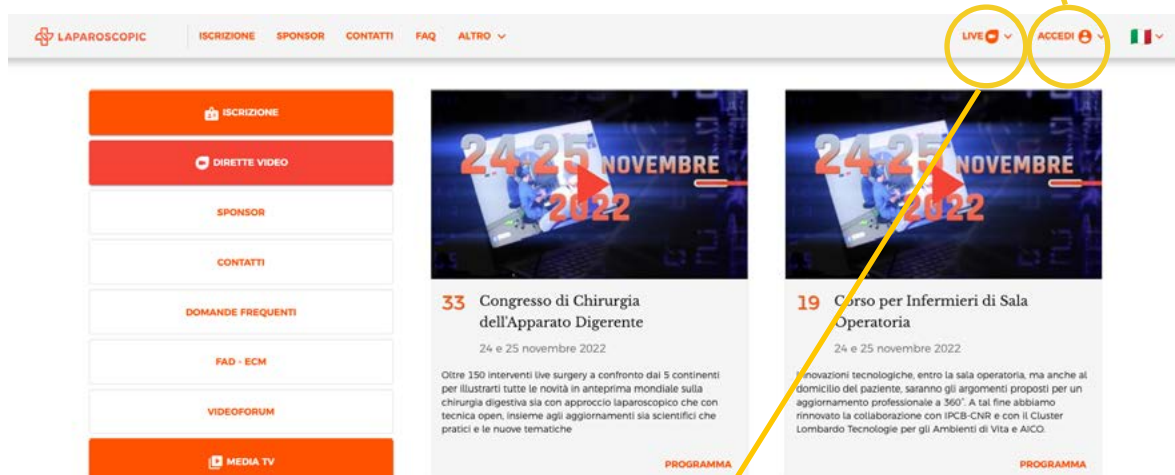 LAPAROSCOPIC
ISCRIZIONE SPONSOR CONTATTI FAQ ALTRO
LIVE ACCEDI
ISCRIZIONE
DIRETTE VIDEO
SPONSOR
CONTATTI
DOMANDE FREQUENTI
FAD - ECM
VIDEOFORUM
MEDIA TV
24-25 NOVEMBRE
2022
33 Congresso di Chirurgia
dell'Apparato Digerente
24 e 25 novembre 2022
Oltre 150 interventi live surgery a confronto dai 5 continenti
per illustrarti tutte le novità in anteprima mondiale sulla
chirurgia digestiva sia con approccio laparoscopico che con
tecnica open, insieme agli aggiornamenti sia scientifici che
pratici e le nuove tematiche
PROGRAMMA
24-25 NOVEMBRE
2022
19 Corso per Infermieri di Sala
Operatoria
24 e 25 novembre 2022
Innovazioni tecnologiche, entro la sala operatoria, ma anche al
domicilio del paziente, saranno gli argomenti proposti per un
aggiornamento professionale a 360°. A tal fine abbiamo
rinnovato la collaborazione con IPCB-CNR e con il Cluster
Lombardo Tecnologie per gli Ambienti di Vita e AICO.
PROGRAMMA